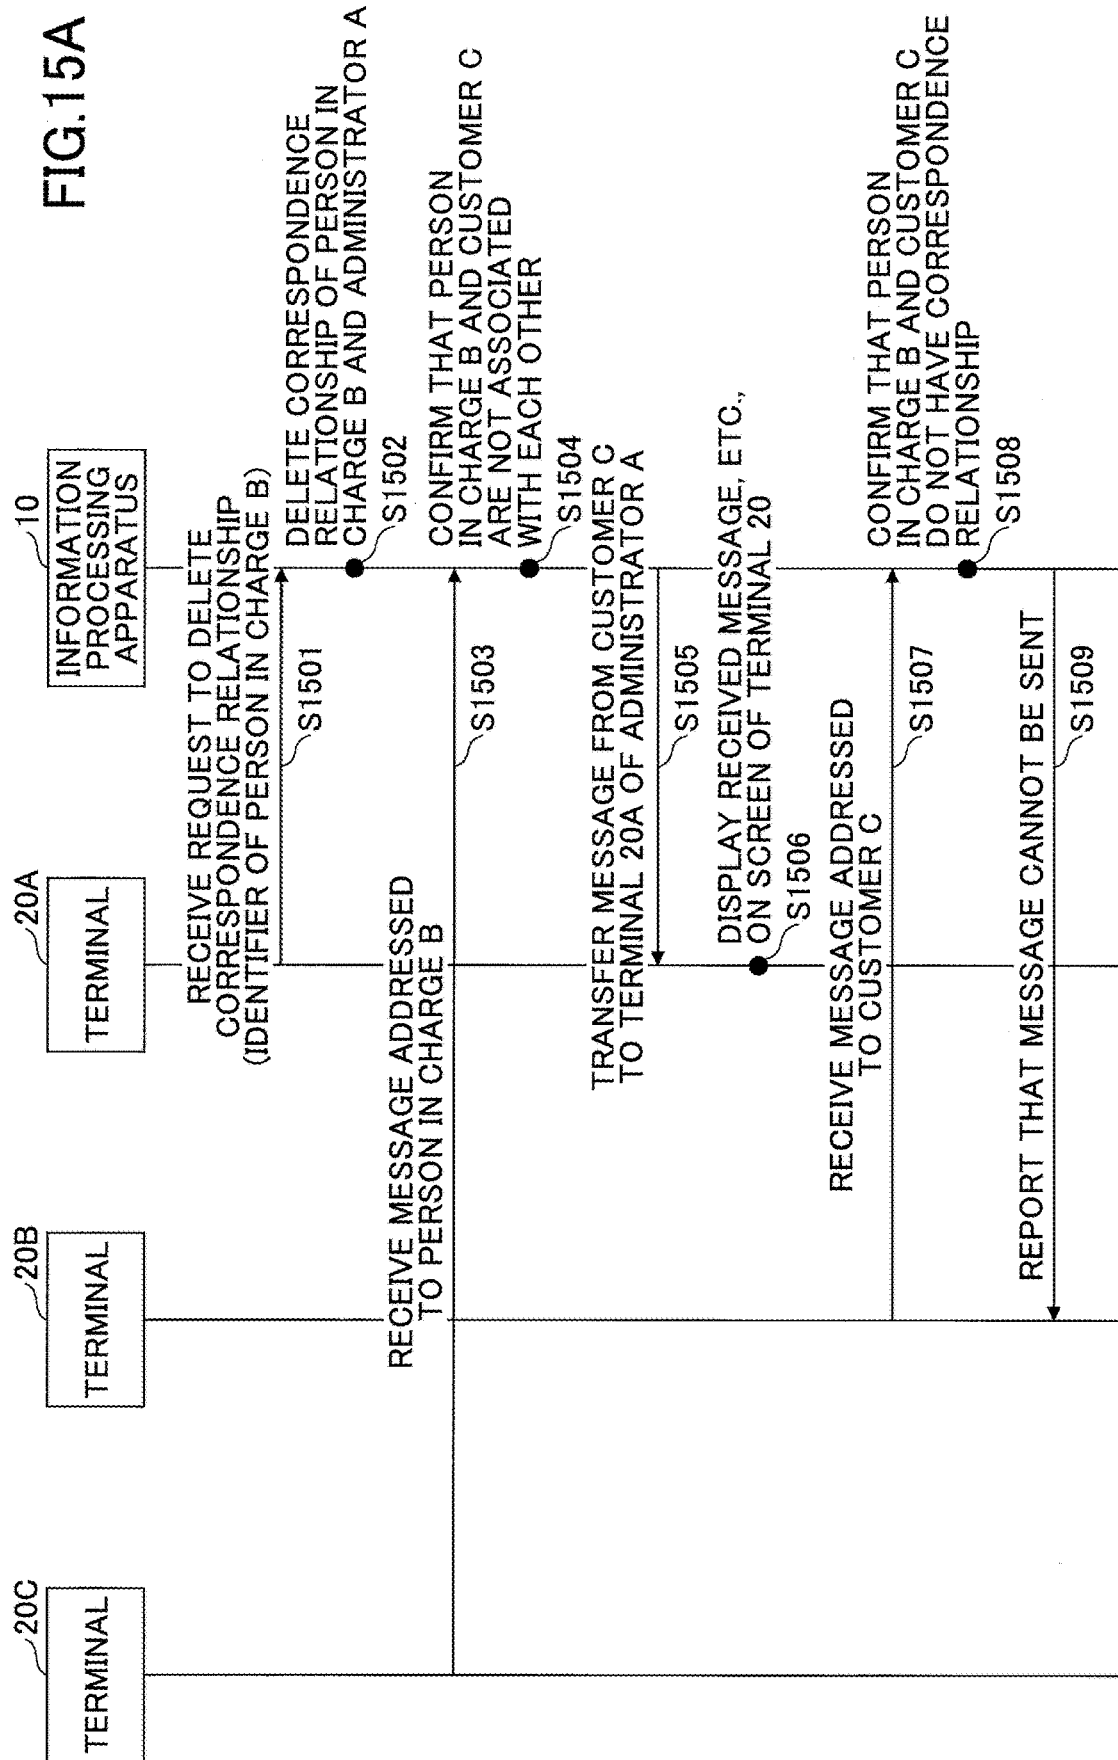 FIG.15A
20C
TERMINAL
20B
TERMINAL
20A
TERMINAL
10
INFORMATION
PROCESSING
APPARATUS
RECEIVE REQUEST TO DELETE
CORRESPONDENCE RELATIONSHIP
(IDENTIFIER OF PERSON IN CHARGE B)
S1501
DELETE CORRESPONDENCE
RELATIONSHIP OF PERSON IN
CHARGE B AND ADMINISTRATOR A
S1502
RECEIVE MESSAGE ADDRESSED
TO PERSON IN CHARGE B
S1503
CONFIRM THAT PERSON
IN CHARGE B AND CUSTOMER C
ARE NOT ASSOCIATED
WITH EACH OTHER
S1504
TRANSFER MESSAGE FROM CUSTOMER C
TO TERMINAL 20A OF ADMINISTRATOR A
S1505
DISPLAY RECEIVED MESSAGE, ETC.,
ON SCREEN OF TERMINAL 20
S1506
RECEIVE MESSAGE ADDRESSED
TO CUSTOMER C
S1507
CONFIRM THAT PERSON
IN CHARGE B AND CUSTOMER C
DO NOT HAVE CORRESPONDENCE
RELATIONSHIP
S1508
REPORT THAT MESSAGE CANNOT BE SENT
S1509